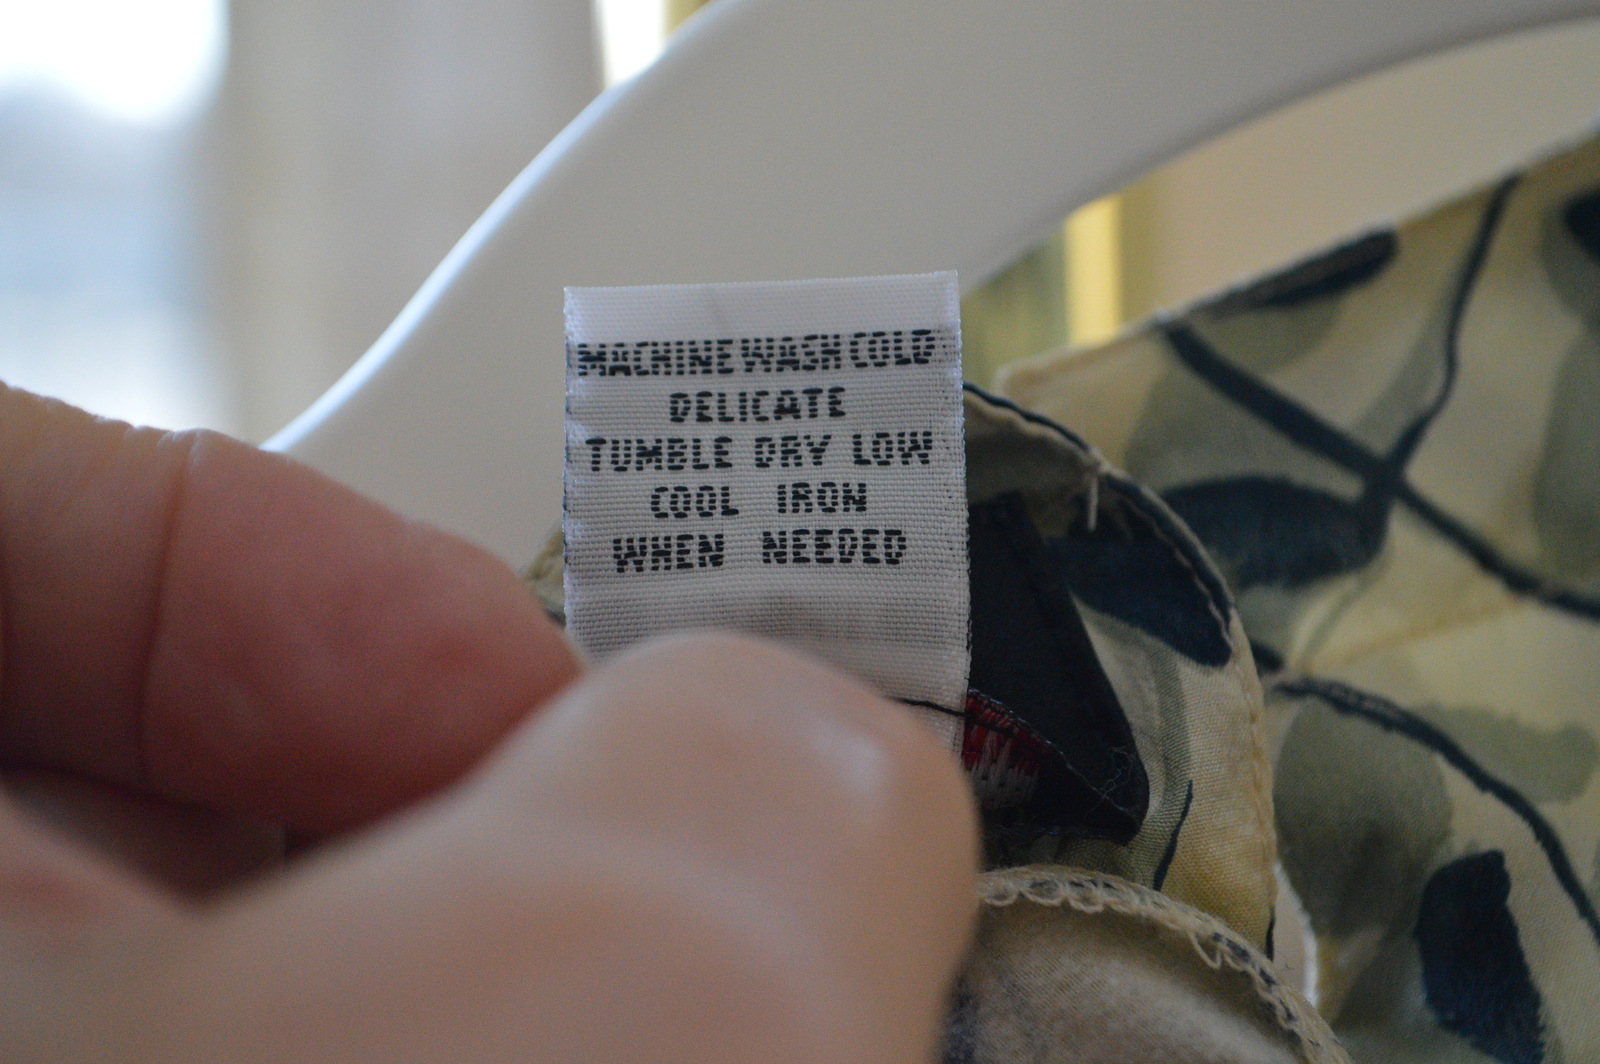 MACHINE WASH COLD
DELICATE
TUMBLE DRY LOW
COOL IRON
WHEN NEEDED